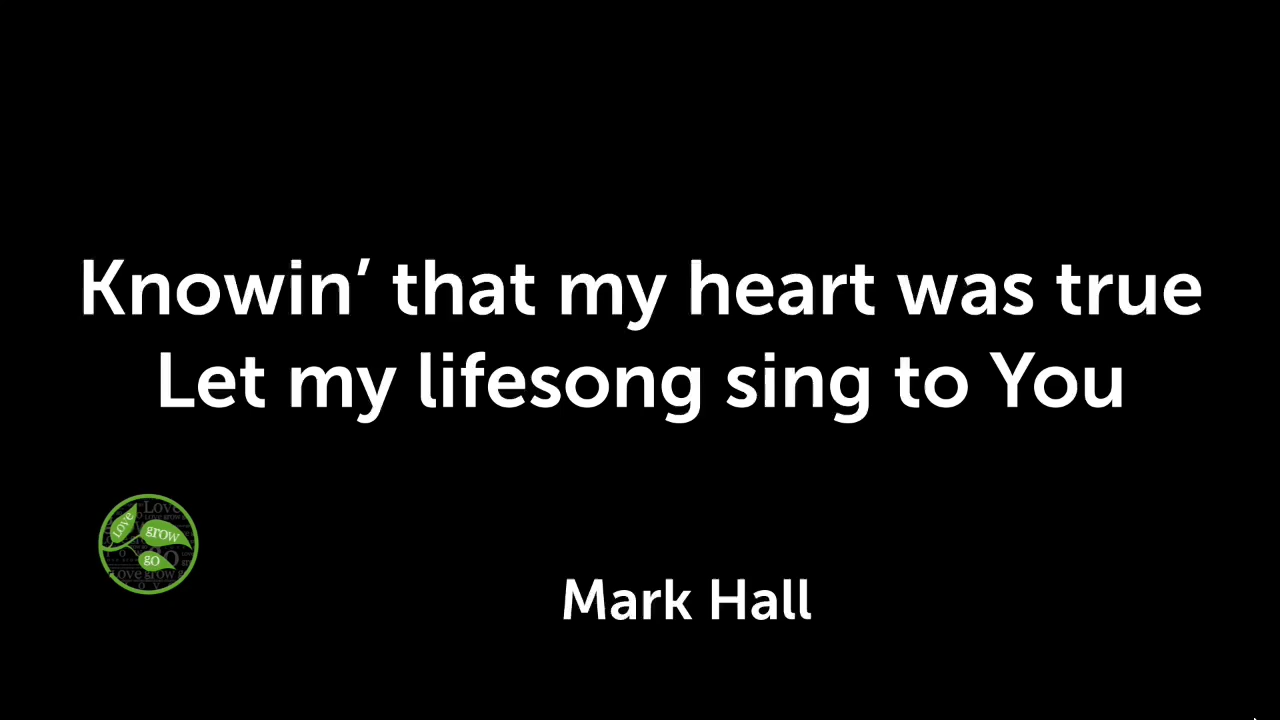 Knowin’ that my heart was true
Let my lifesong sing to You
Love
grow
go
Mark Hall